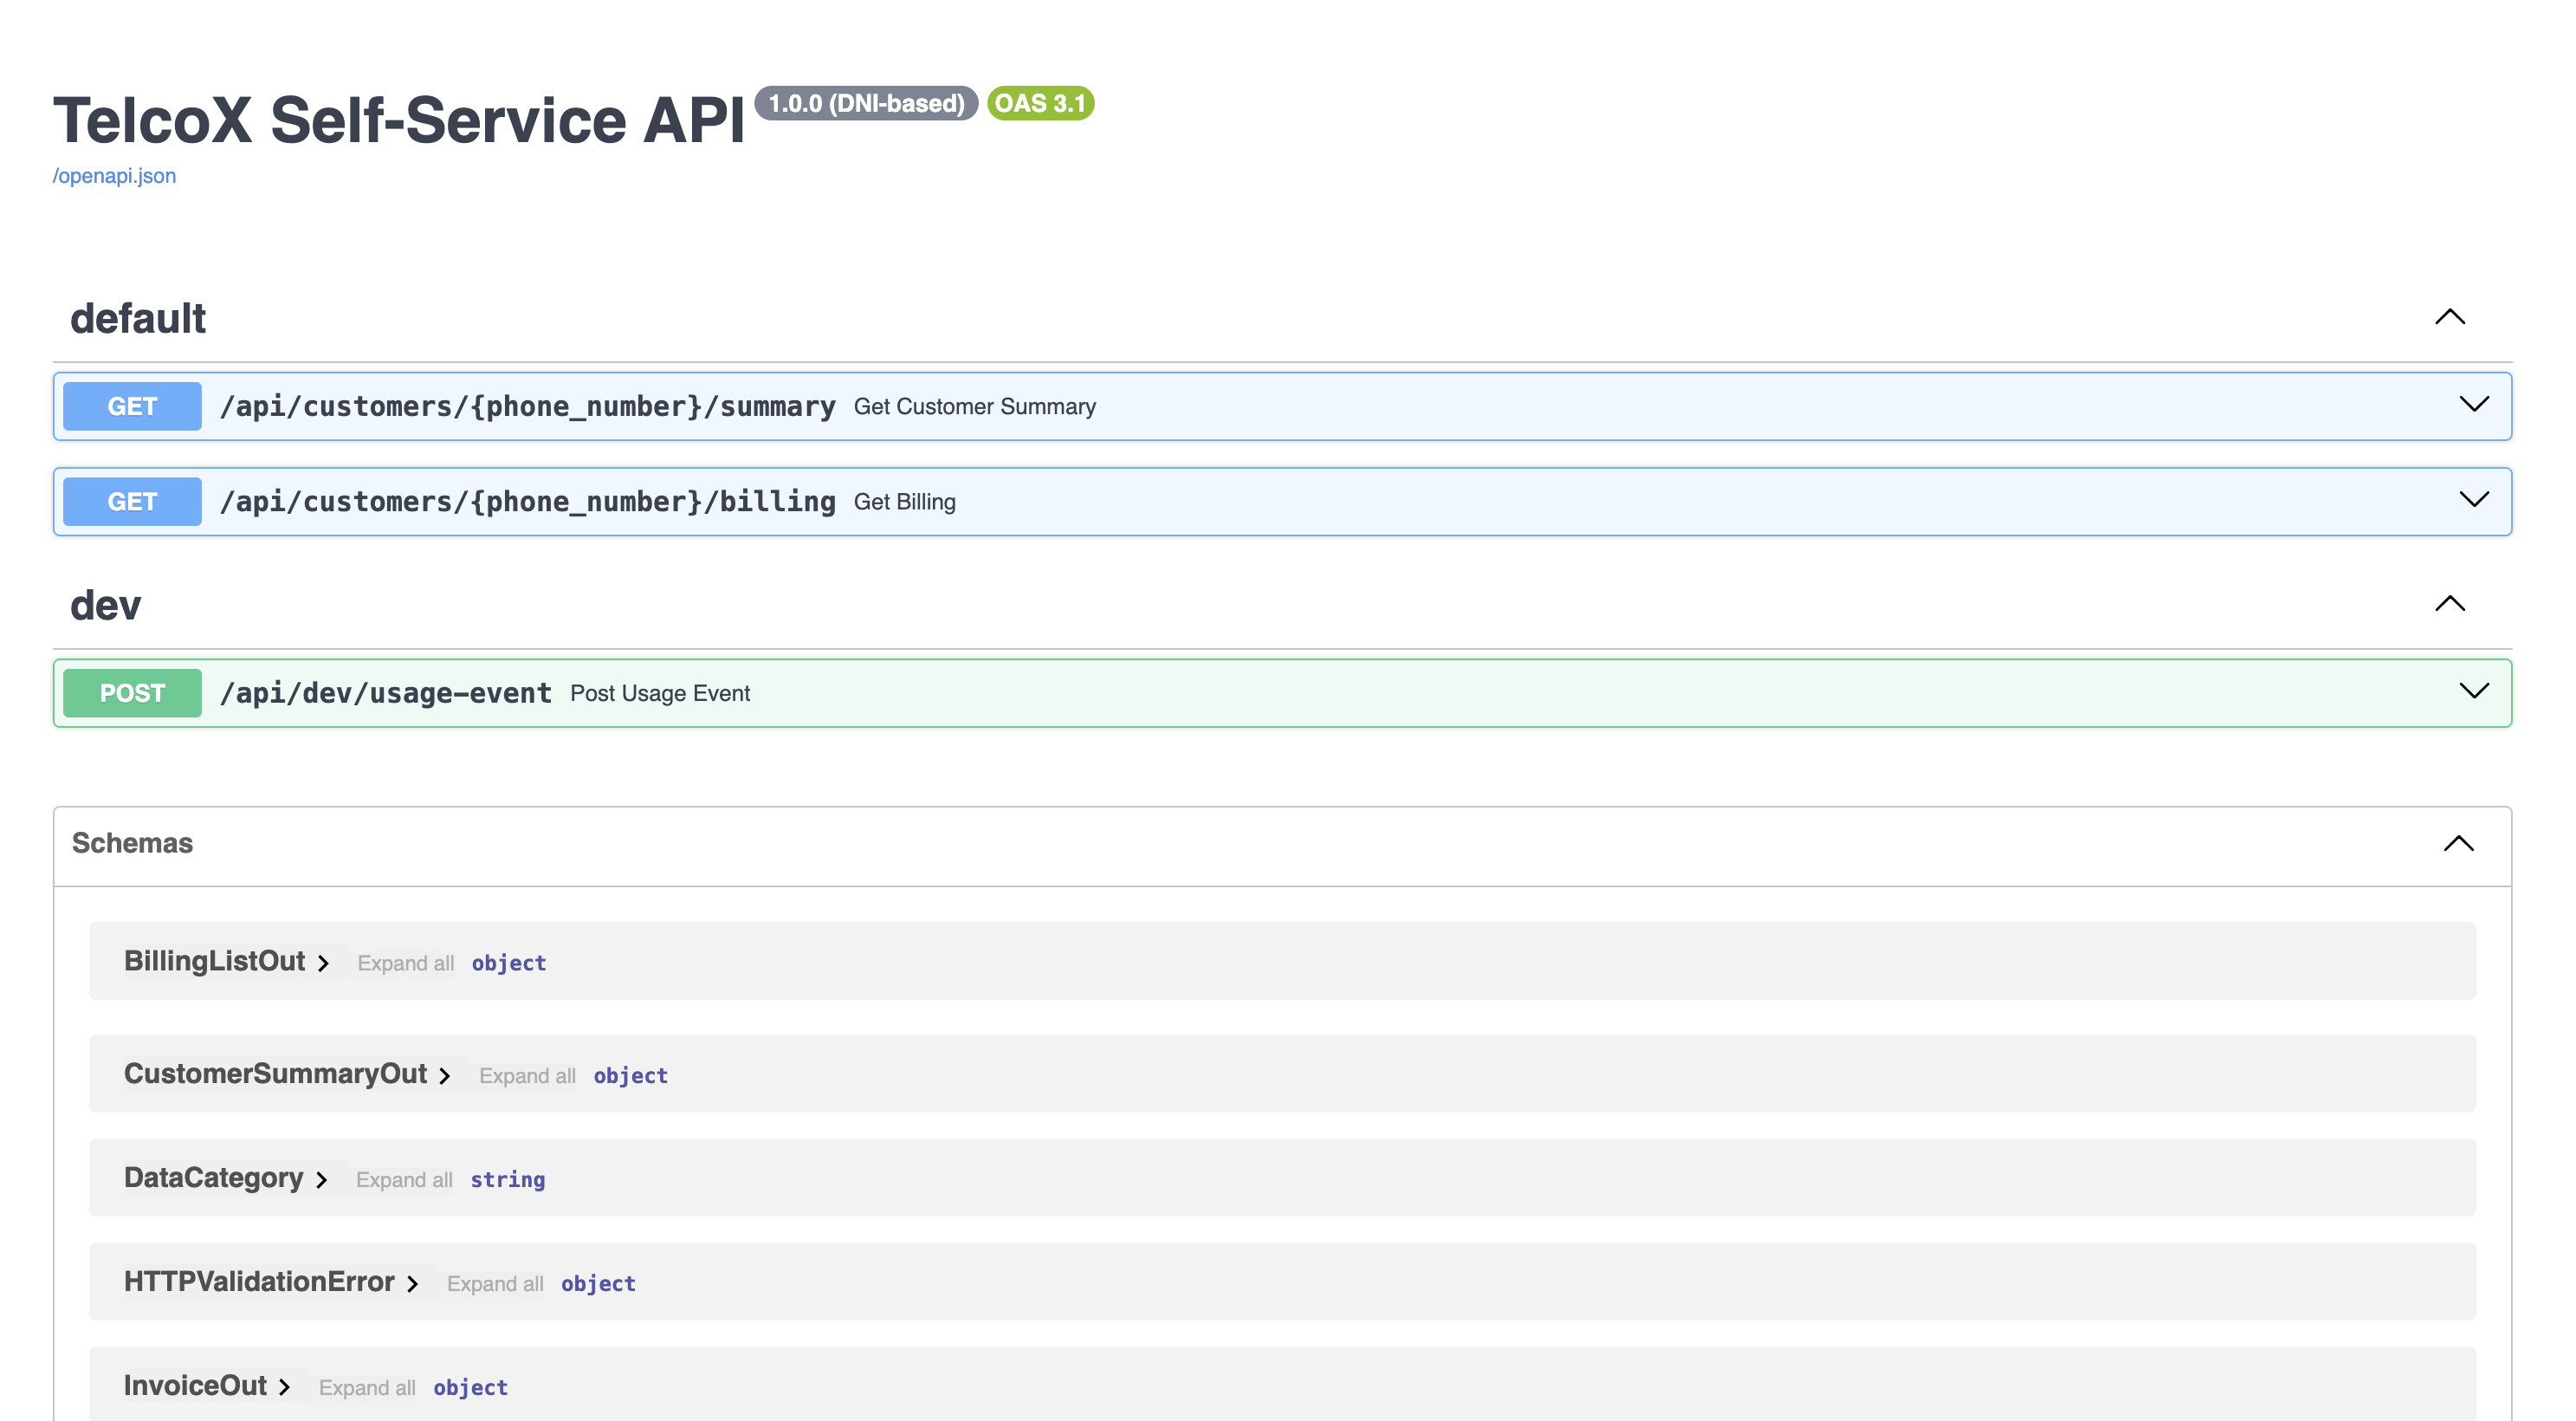 TelcoX Self-Service API 1.0.0 (DNI-based) OAS 3.1
/openapi.json
default
GET /api/customers/{phone_number}/summary Get Customer Summary
GET /api/customers/{phone_number}/billing Get Billing
dev
POST /api/dev/usage-event Post Usage Event
Schemas
BillingListOut Expand all object
CustomerSummaryOut Expand all object
DataCategory Expand all string
HTTPValidationError Expand all object
InvoiceOut Expand all object